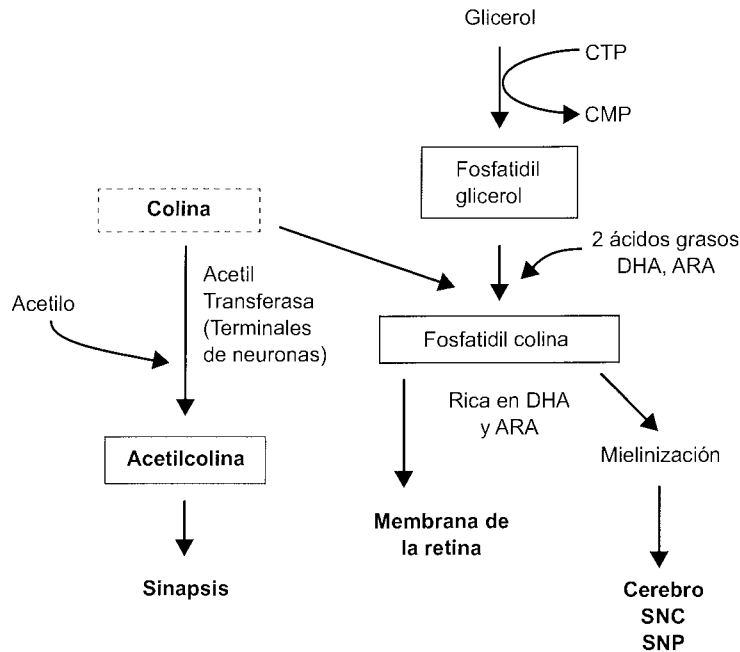 Glicerol
CTP
CMP
Fosfatidil
glicerol
Colina
2 ácidos grasos
DHA, ARA
Acetil
Transferasa
(Terminales
de neuronas)
Acetilo
Fosfatidil colina
Rica en DHA
y ARA
Acetilcolina
Mielinización
Membrana de
la retina
Sinapsis
Cerebro
SNC
SNP